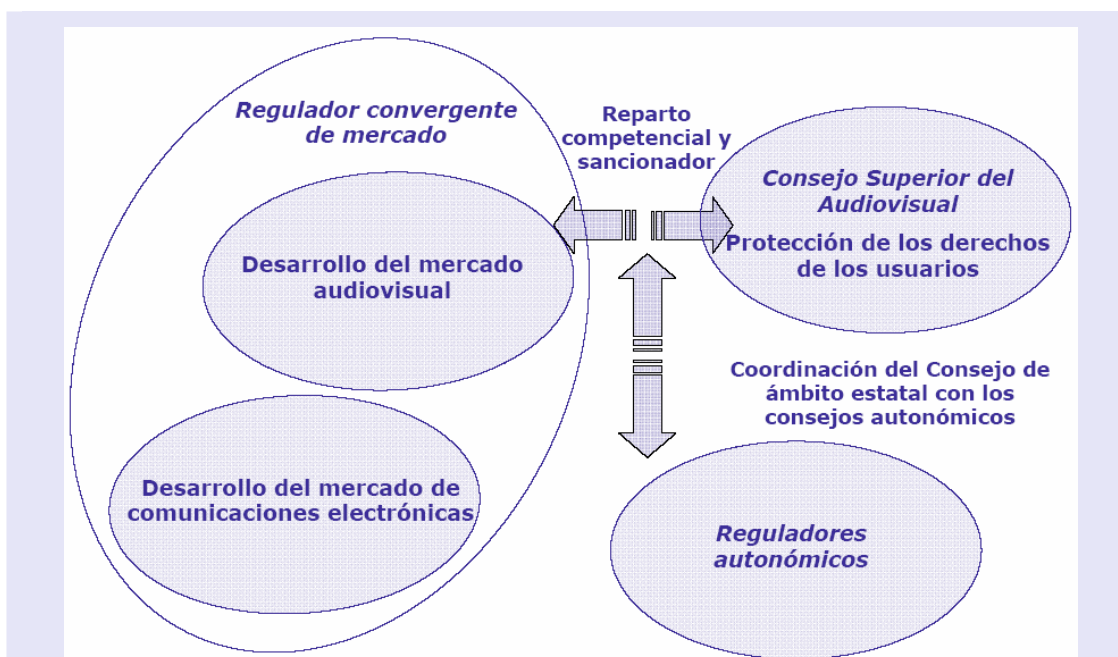 Regulador convergente
de mercado
Reparto
competencial y
sancionador
Consejo Superior del
Audiovisual
Protección de los derechos
de los usuarios
Desarrollo del mercado
audiovisual
Coordinación del Consejo de
ámbito estatal con los
consejos autonómicos
Desarrollo del mercado de
comunicaciones electrónicas
Reguladores
autonómicos